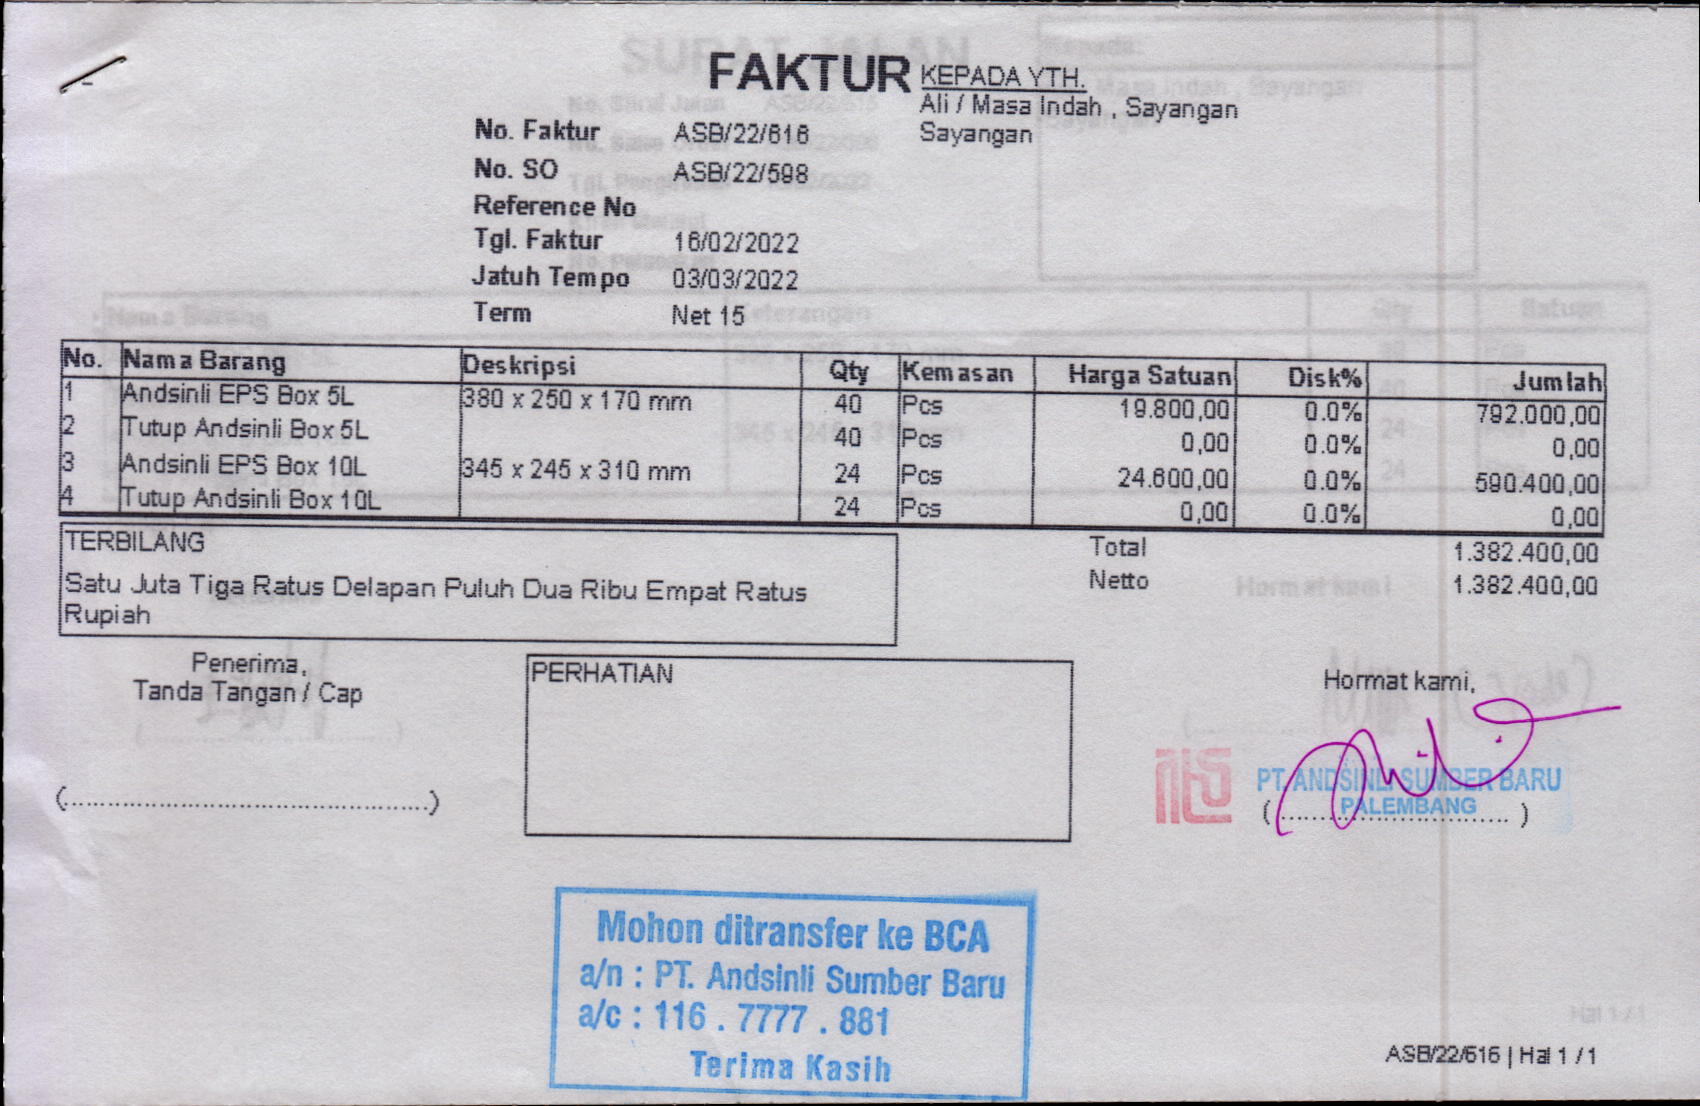 FAKTUR
KEPADA YTH.
Ali / Masa Indah , Sayangan
Sayangan
No. Faktur ASB/22/616
No. SO ASB/22/598
Reference No
Tgl. Faktur 16/02/2022
Jatuh Tempo 03/03/2022
Term Net 15
No. Nama Barang Deskripsi Qty Kemasan Harga Satuan Disk% Jumlah
1 Andsinli EPS Box 5L 380 x 250 x 170 mm 40 Pcs 19.800,00 0.0% 792.000,00
2 Tutup Andsinli Box 5L 40 Pcs 0,00 0.0% 0,00
3 Andsinli EPS Box 10L 345 x 245 x 310 mm 24 Pcs 24.600,00 0.0% 590.400,00
4 Tutup Andsinli Box 10L 24 Pcs 0,00 0.0% 0,00
TERBILANG
Satu Juta Tiga Ratus Delapan Puluh Dua Ribu Empat Ratus
Rupiah
Total 1.382.400,00
Netto 1.382.400,00
Penerima,
Tanda Tangan / Cap
(..............................................)
PERHATIAN
Hormat kami,
PT. ANDSINLI SUMBER BARU
PALEMBANG
(................................)
Mohon ditransfer ke BCA
a/n : PT. Andsinli Sumber Baru
a/c : 116 . 7777 . 881
Terima Kasih
ASB/22/616 | Hal 1 / 1